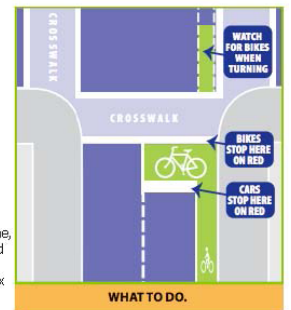 CROSSWALK
WATCH
FOR BIKES
WHEN
TURNING
CROSSWALK
BIKES
STOP HERE
ON RED
CARS
STOP HERE
ON RED
WHAT TO DO.